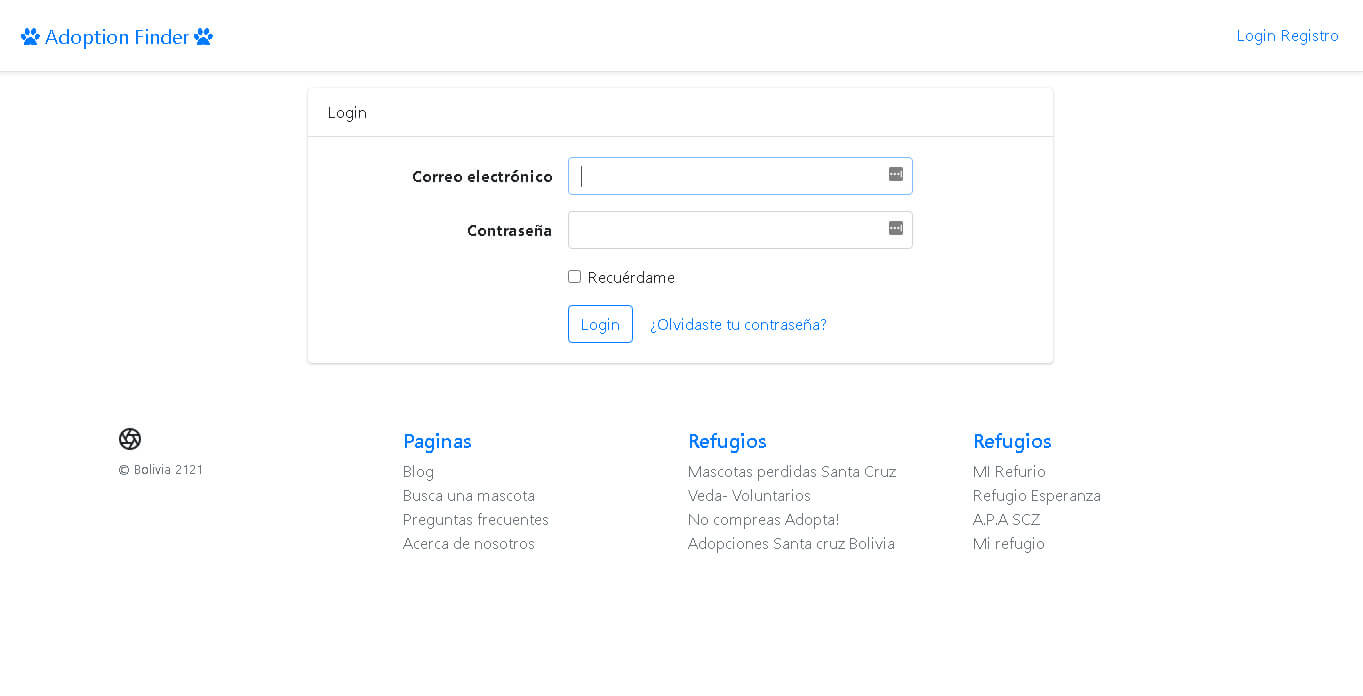 Adoption Finder
Login Registro
Login
Correo electrónico
Contraseña
Recuérdame
Login ¿Olvidaste tu contraseña?
© Bolivia 2121
Paginas
Blog
Busca una mascota
Preguntas frecuentes
Acerca de nosotros
Refugios
Mascotas perdidas Santa Cruz
Veda- Voluntarios
No compreas Adopta!
Adopciones Santa cruz Bolivia
Refugios
MI Refurio
Refugio Esperanza
A.P.A SCZ
Mi refugio